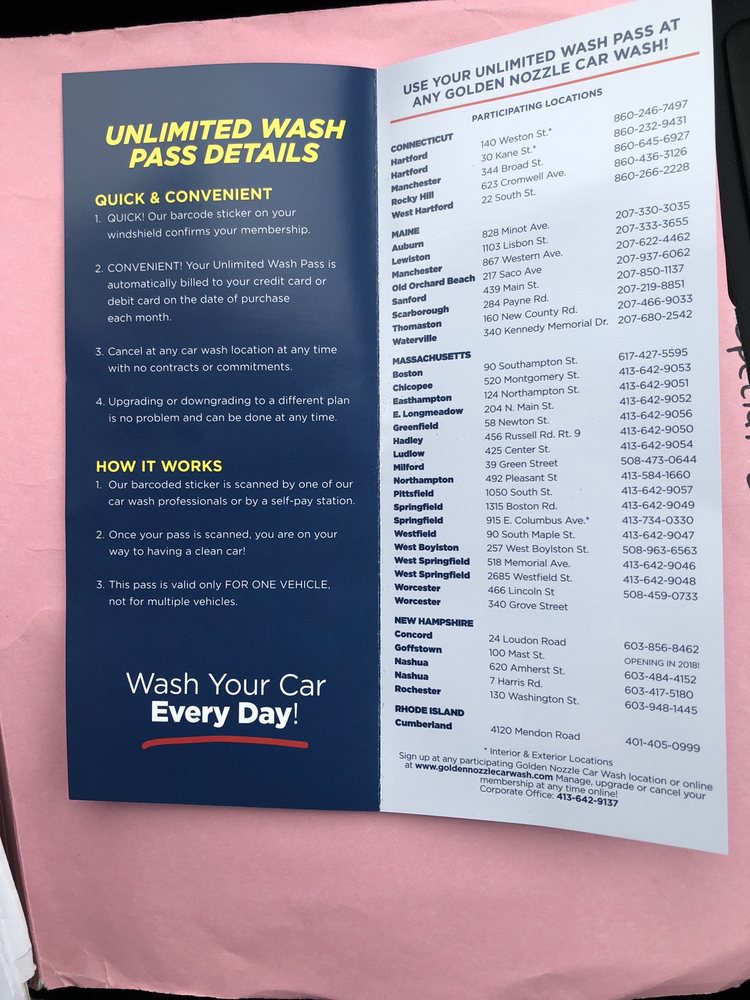 UNLIMITED WASH
PASS DETAILS
QUICK & CONVENIENT
1. QUICK! Our barcode sticker on your
windshield confirms your membership.
2. CONVENIENT! Your Unlimited Wash Pass is
automatically billed to your credit card or
debit card on the date of purchase
each month.
3. Cancel at any car wash location at any time
with no contracts or commitments.
4. Upgrading or downgrading to a different plan
is no problem and can be done at any time.
HOW IT WORKS
1. Our barcoded sticker is scanned by one of our
car wash professionals or by a self-pay station.
2. Once your pass is scanned, you are on your
way to having a clean car!
3. This pass is valid only FOR ONE VEHICLE,
not for multiple vehicles.
Wash Your Car
Every Day!
USE YOUR UNLIMITED WASH PASS AT
ANY GOLDEN NOZZLE CAR WASH!
PARTICIPATING LOCATIONS
CONNECTICUT
Hartford 140 Weston St.* 860-246-7497
Hartford 30 Kane St.* 860-232-9431
Manchester 344 Broad St. 860-645-6927
Rocky Hill 623 Cromwell Ave. 860-436-3126
West Hartford 22 South St. 860-266-2228
MAINE
Auburn 828 Minot Ave. 207-330-3035
Lewiston 1103 Lisbon St. 207-333-3655
Manchester 867 Western Ave. 207-622-4462
Old Orchard Beach 217 Saco Ave 207-937-6062
Sanford 439 Main St. 207-850-1137
Scarborough 284 Payne Rd. 207-219-8851
Thomaston 160 New County Rd. 207-466-9033
Waterville 340 Kennedy Memorial Dr. 207-680-2542
MASSACHUSETTS
Boston 90 Southampton St. 617-427-5595
Chicopee 520 Montgomery St. 413-642-9053
Easthampton 124 Northampton St. 413-642-9051
E. Longmeadow 204 N. Main St. 413-642-9052
Greenfield 58 Newton St. 413-642-9056
Hadley 456 Russell Rd. Rt. 9 413-642-9050
Ludlow 425 Center St. 413-642-9054
Milford 39 Green Street 508-473-0644
Northampton 492 Pleasant St 413-584-1660
Pittsfield 1050 South St. 413-642-9057
Springfield 1315 Boston Rd. 413-642-9049
Springfield 915 E. Columbus Ave.* 413-734-0330
Westfield 90 South Maple St. 413-642-9047
West Boylston 257 West Boylston St. 508-963-6563
West Springfield 518 Memorial Ave. 413-642-9046
West Springfield 2685 Westfield St. 413-642-9048
Worcester 466 Lincoln St 508-459-0733
Worcester 340 Grove Street
NEW HAMPSHIRE
Concord 24 Loudon Road 603-856-8462
Goffstown 100 Mast St. OPENING IN 2018!
Nashua 620 Amherst St. 603-484-4152
Nashua 7 Harris Rd. 603-417-5180
Rochester 130 Washington St. 603-948-1445
RHODE ISLAND
Cumberland 4120 Mendon Road 401-405-0999
* Interior & Exterior Locations
Sign up at any participating Golden Nozzle Car Wash location or online
at www.goldennozzlecarwash.com Manage, upgrade or cancel your
membership at any time online!
Corporate Office: 413-642-9137